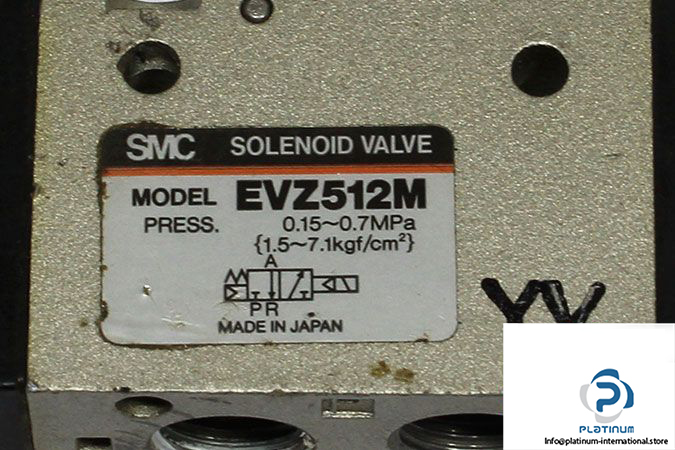 SMC SOLENOID VALVE
MODEL EVZ512M
PRESS. 0.15~0.7MPa
{1.5~7.1kgf/cm²}
A
PR
MADE IN JAPAN
YV
PLATINUM
Info@platinum-international.store